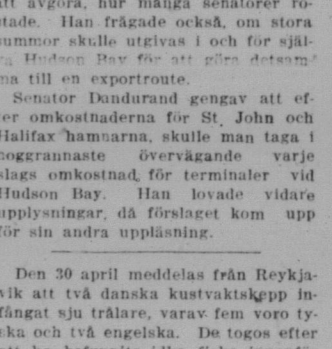 att avgöra, hur många senatorer rö-
stade. Han frågade också, om stora
summor skulle utgivas i och för själ-
va Hudson Bay för att göra detsam-
ma till en exportroute.
Senator Dandurand gengav att ef-
er omkostnaderna för St. John och
Halifax hamnarna, skulle man taga i
noggrannaste övervägande varje
slags omkostnad, för terminaler vid
Hudson Bay. Han lovade vidare
upplysningar, då förslaget kom upp
för sin andra uppläsning.
Den 30 april meddelas från Reykja-
vik att två danska kustvaktskepp in-
fångat sju trålare, varav fem voro ty-
ska och två engelska. De togos efter